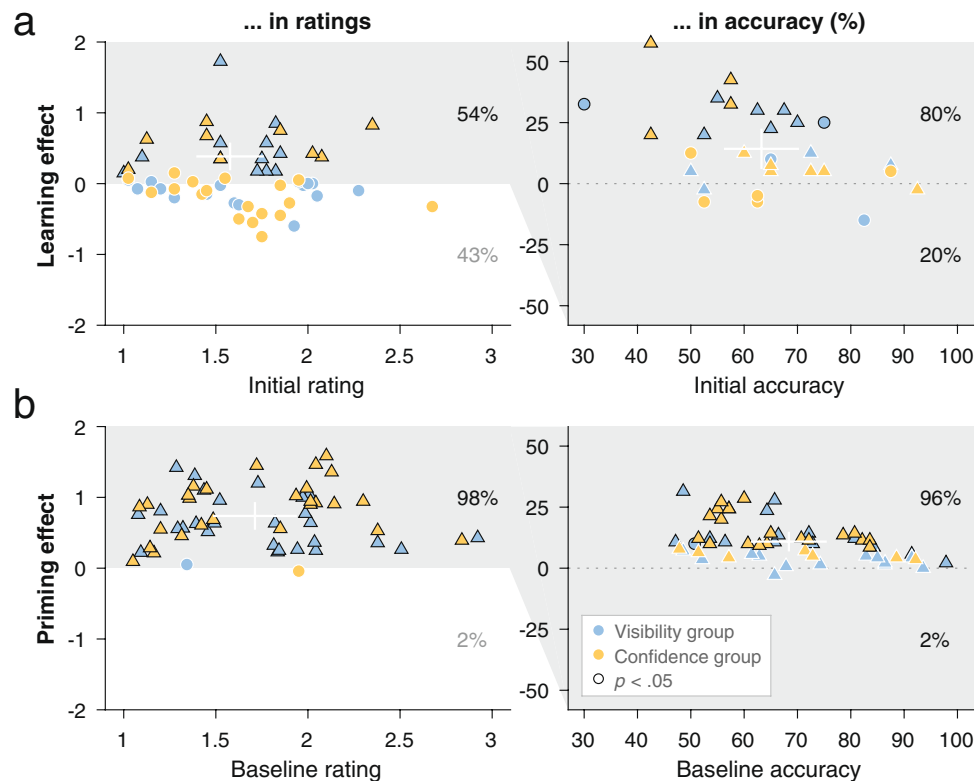 a
... in ratings
... in accuracy (%)
Learning effect
2
1
0
-1
-2
54%
43%
1
1.5
2
2.5
3
Initial rating
50
25
0
-25
-50
80%
20%
30 40 50 60 70 80 90 100
Initial accuracy
b
Priming effect
2
1
0
-1
-2
98%
2%
1
1.5
2
2.5
3
Baseline rating
50
25
0
-25
-50
96%
2%
Visibility group
Confidence group
p < .05
30 40 50 60 70 80 90 100
Baseline accuracy